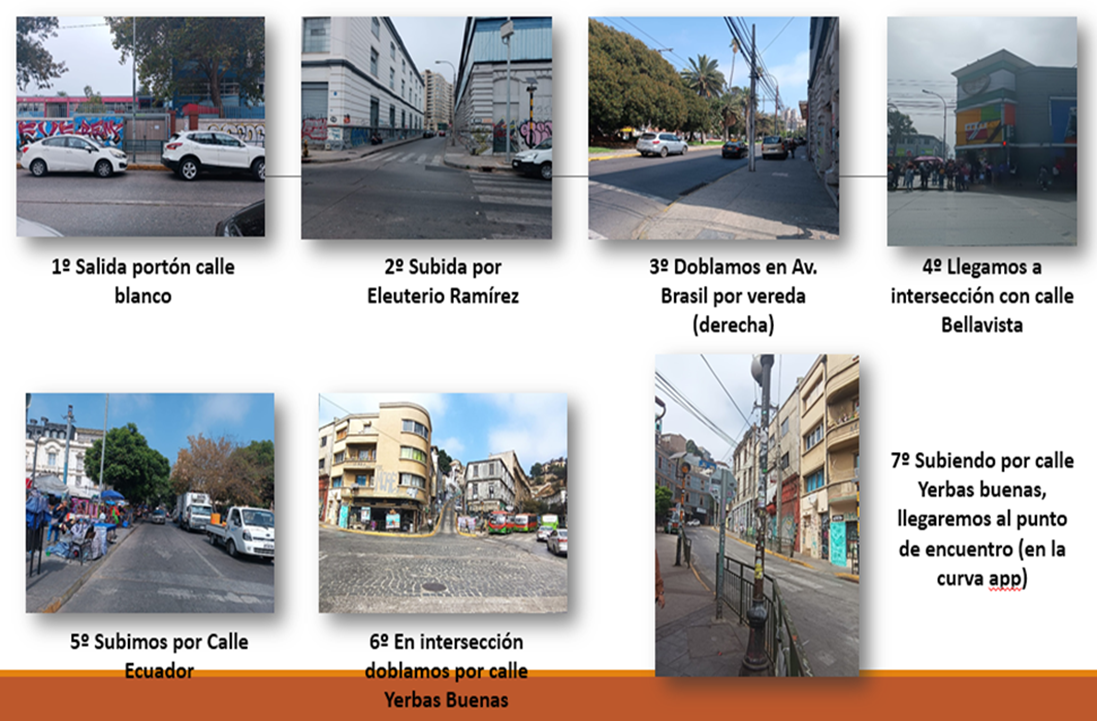 1º Salida portón calle
blanco
2º Subida por
Eleuterio Ramírez
3º Doblamos en Av.
Brasil por vereda
(derecha)
4º Llegamos a
intersección con calle
Bellavista
5º Subimos por Calle
Ecuador
6º En intersección
doblamos por calle
Yerbas Buenas
7º Subiendo por calle
Yerbas buenas,
llegaremos al punto
de encuentro (en la
curva app)